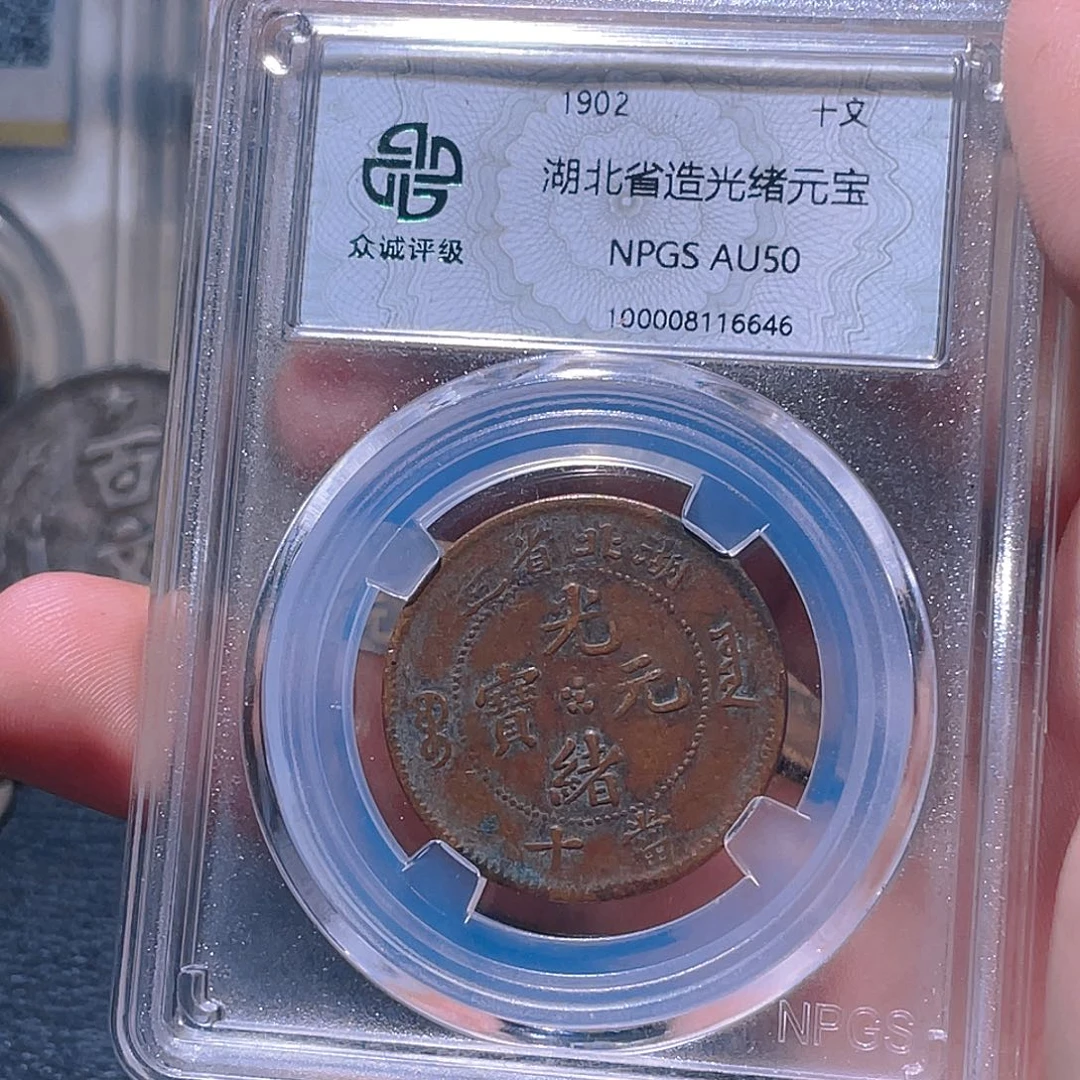 1902 十文
湖北省造光绪元宝
众诚评级
NPGS AU50
100008116646
湖北省造
光
元
寶
緒
當十
NPGS
百